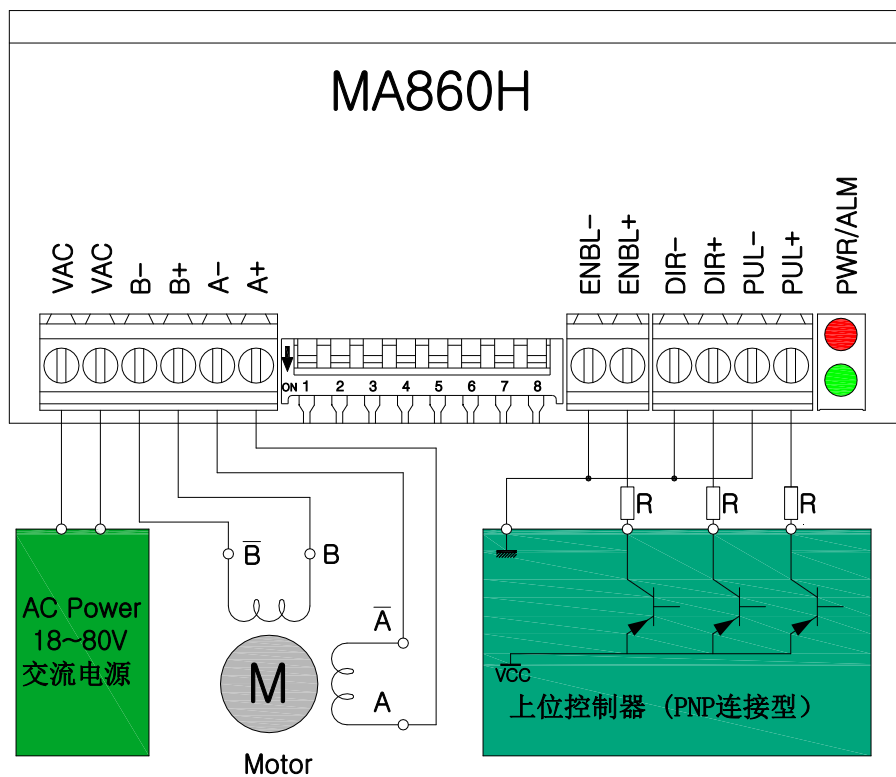 MA860H
VAC
VAC
B-
B+
A-
A+
ENBL-
ENBL+
DIR-
DIR+
PUL-
PUL+
PWR/ALM
ON 1 2 3 4 5 6 7 8
R
R
R
B̅
B
A̅
A
M
Motor
AC Power
18~80V
交流电源
VCC
上位控制器 (PNP连接型)